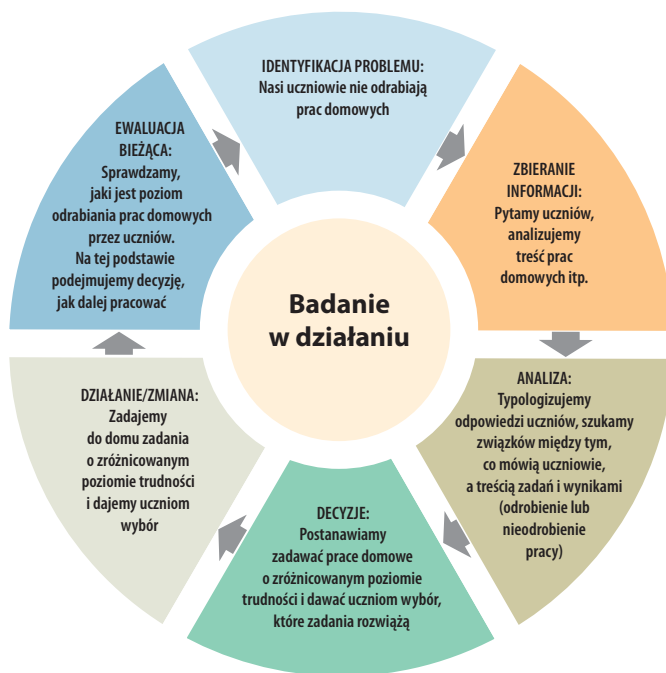 IDENTYFIKACJA PROBLEMU:
Nasi uczniowie nie odrabiają
prac domowych
ZBIERANIE
INFORMACJI:
Pytamy uczniów,
analizujemy
treść prac
domowych itp.
ANALIZA:
Typologizujemy
odpowiedzi uczniów, szukamy
związków między tym,
co mówią uczniowie,
a treścią zadań i wynikami
(odrobienie lub
nieodrobienie
pracy)
DECYZJE:
Postanawiamy
zadawać prace domowe
o zróżnicowanym poziomie
trudności i dawać uczniom wybór,
które zadania rozwiążą
DZIAŁANIE/ZMIANA:
Zadajemy
do domu zadania
o zróżnicowanym
poziomie trudności
i dajemy uczniom
wybór
EWALUACJA
BIEŻĄCA:
Sprawdzamy,
jaki jest poziom
odrabiania prac domowych
przez uczniów.
Na tej podstawie
podejmujemy decyzję,
jak dalej pracować
Badanie
w działaniu